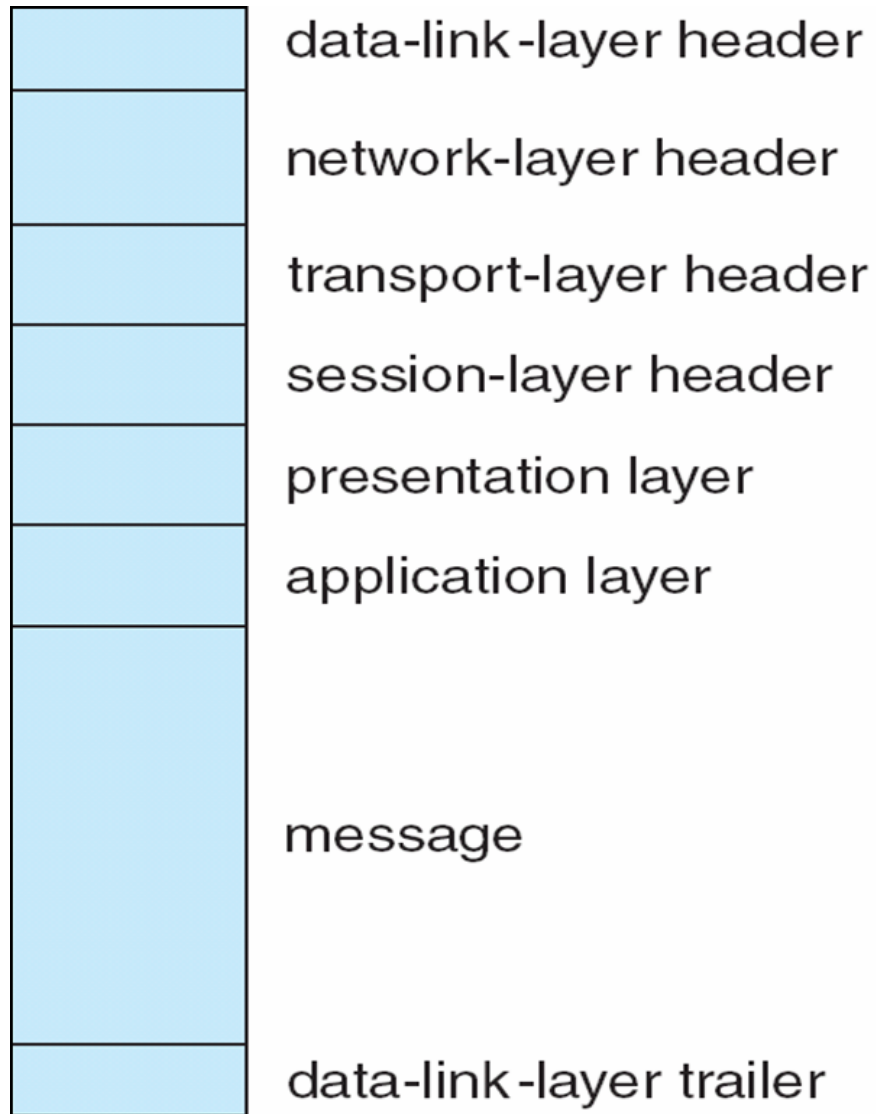 data-link-layer header
network-layer header
transport-layer header
session-layer header
presentation layer
application layer
message
data-link-layer trailer